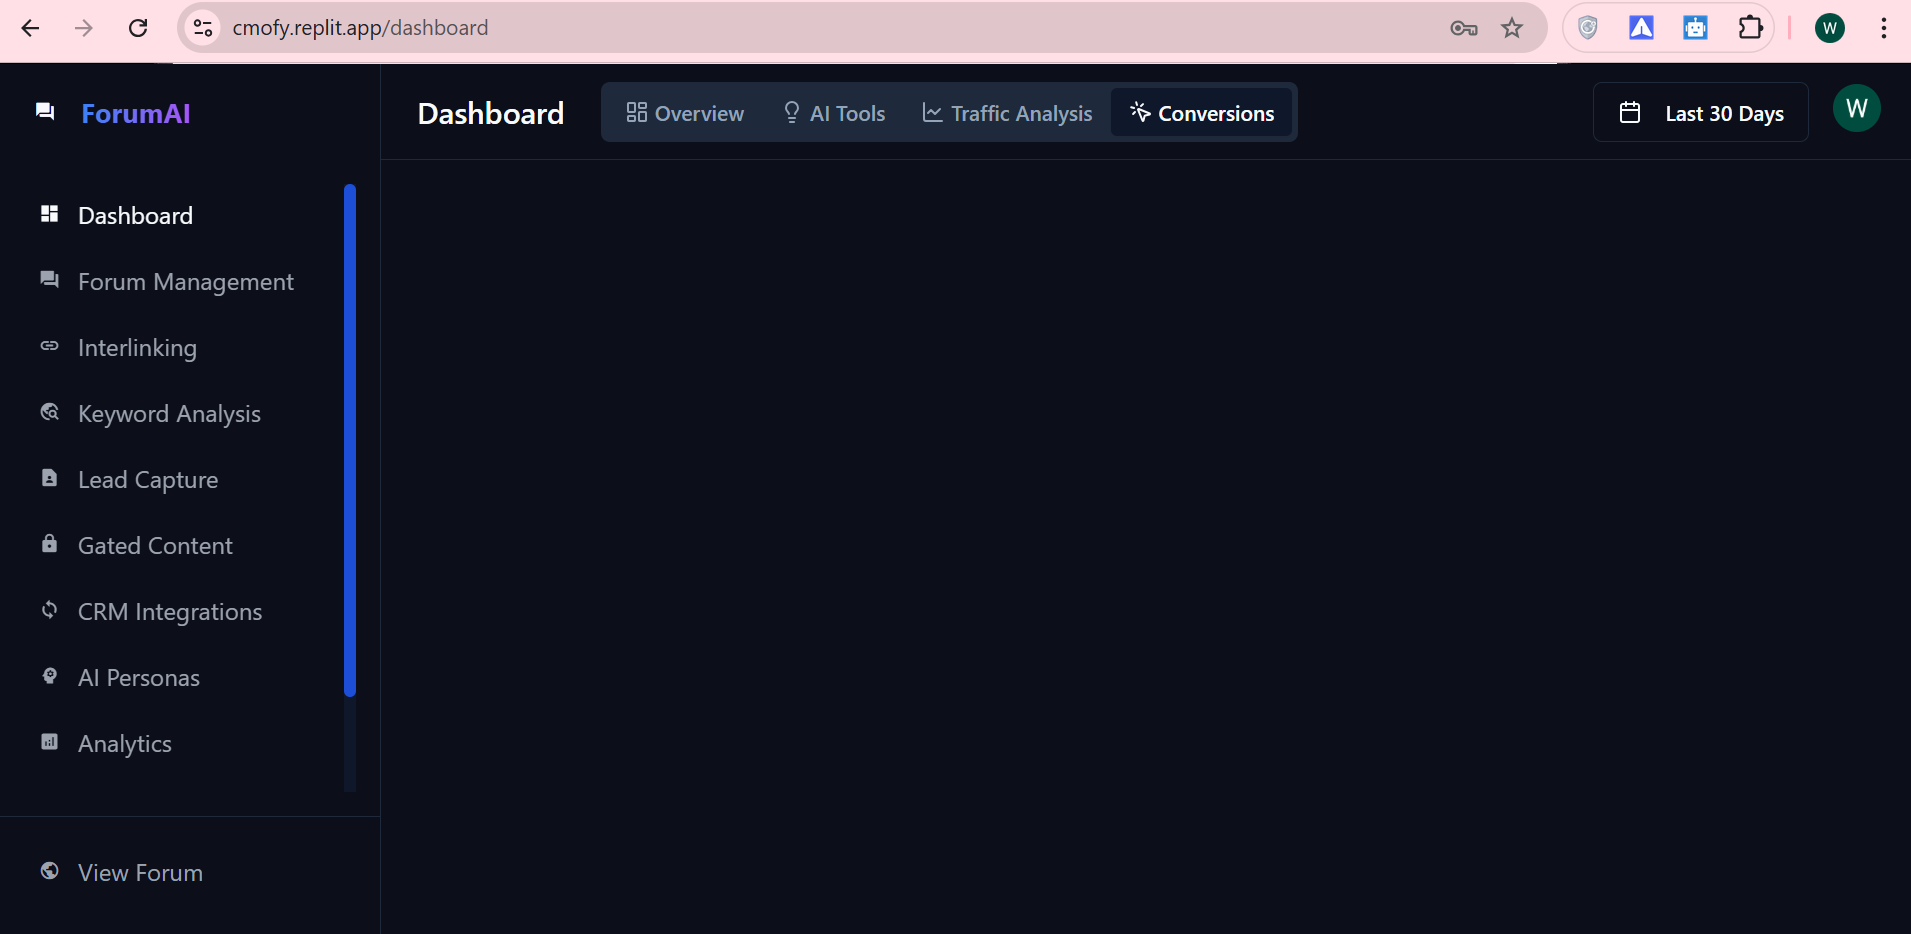 cmofy.replit.app/dashboard
W
ForumAI
Dashboard
Overview
AI Tools
Traffic Analysis
Conversions
Last 30 Days
W
Dashboard
Forum Management
Interlinking
Keyword Analysis
Lead Capture
Gated Content
CRM Integrations
AI Personas
Analytics
View Forum